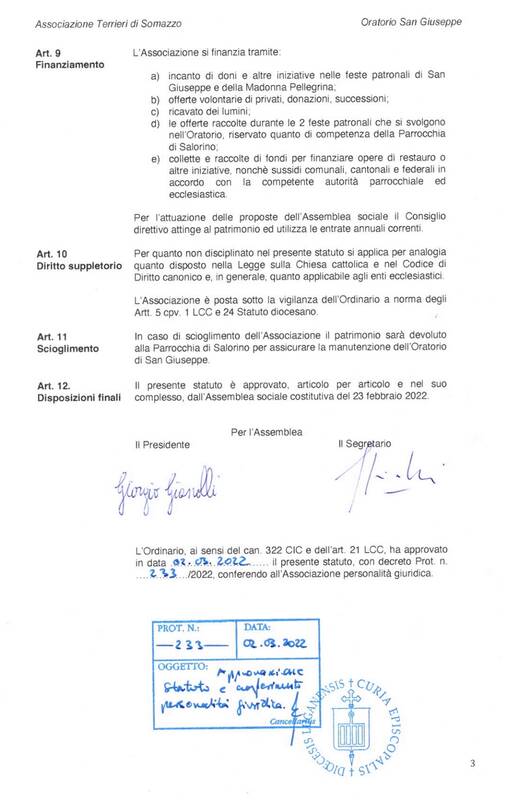 Associazione Terrieri di Somazzo Oratorio San Giuseppe
Art. 9 L'Associazione si finanzia tramite:
Finanziamento
a) incanto di doni e altre iniziative nelle feste patronali di San
Giuseppe e della Madonna Pellegrina;
b) offerte volontarie di privati, donazioni, successioni;
c) ricavato dei lumini;
d) le offerte raccolte durante le 2 feste patronali che si svolgono
nell'Oratorio, riservato quanto di competenza della Parrocchia
di Salorino;
e) collette e raccolte di fondi per finanziare opere di restauro o
altre iniziative, nonchè sussidi comunali, cantonali e federali in
accordo con la competente autorità parrocchiale ed
ecclesiastica.
Per l'attuazione delle proposte dell'Assemblea sociale il Consiglio
direttivo attinge al patrimonio ed utilizza le entrate annuali correnti.
Art. 10 Per quanto non disciplinato nel presente statuto si applica per analogia
Diritto suppletorio quanto disposto nella Legge sulla Chiesa cattolica e nel Codice di
Diritto canonico e, in generale, quanto applicabile agli enti ecclesiastici.
L'Associazione è posta sotto la vigilanza dell'Ordinario a norma degli
Artt. 5 cpv. 1 LCC e 24 Statuto diocesano.
Art. 11 In caso di scioglimento dell'Associazione il patrimonio sarà devoluto
Scioglimento alla Parrocchia di Salorino per assicurare la manutenzione dell'Oratorio
di San Giuseppe.
Art. 12. Il presente statuto è approvato, articolo per articolo e nel suo
Disposizioni finali complesso, dall'Assemblea sociale costitutiva del 23 febbraio 2022.
Per l'Assemblea
Il Presidente Il Segretario
Giorgio Gianolli
L'Ordinario, ai sensi del can. 322 CIC e dell'art. 21 LCC, ha approvato
in data 02.03.2022 ...... il presente statuto, con decreto Prot. n.
....233..../2022, conferendo all'Associazione personalità giuridica.
PROT. N.: DATA:
—233— 02.03.2022
OGGETTO: Approvazione
statuto e conferimento
personalità giuridica.
Cancellarius
DIŒCESIS LUGANENSIS † CURIA EPISCOPALIS †
3